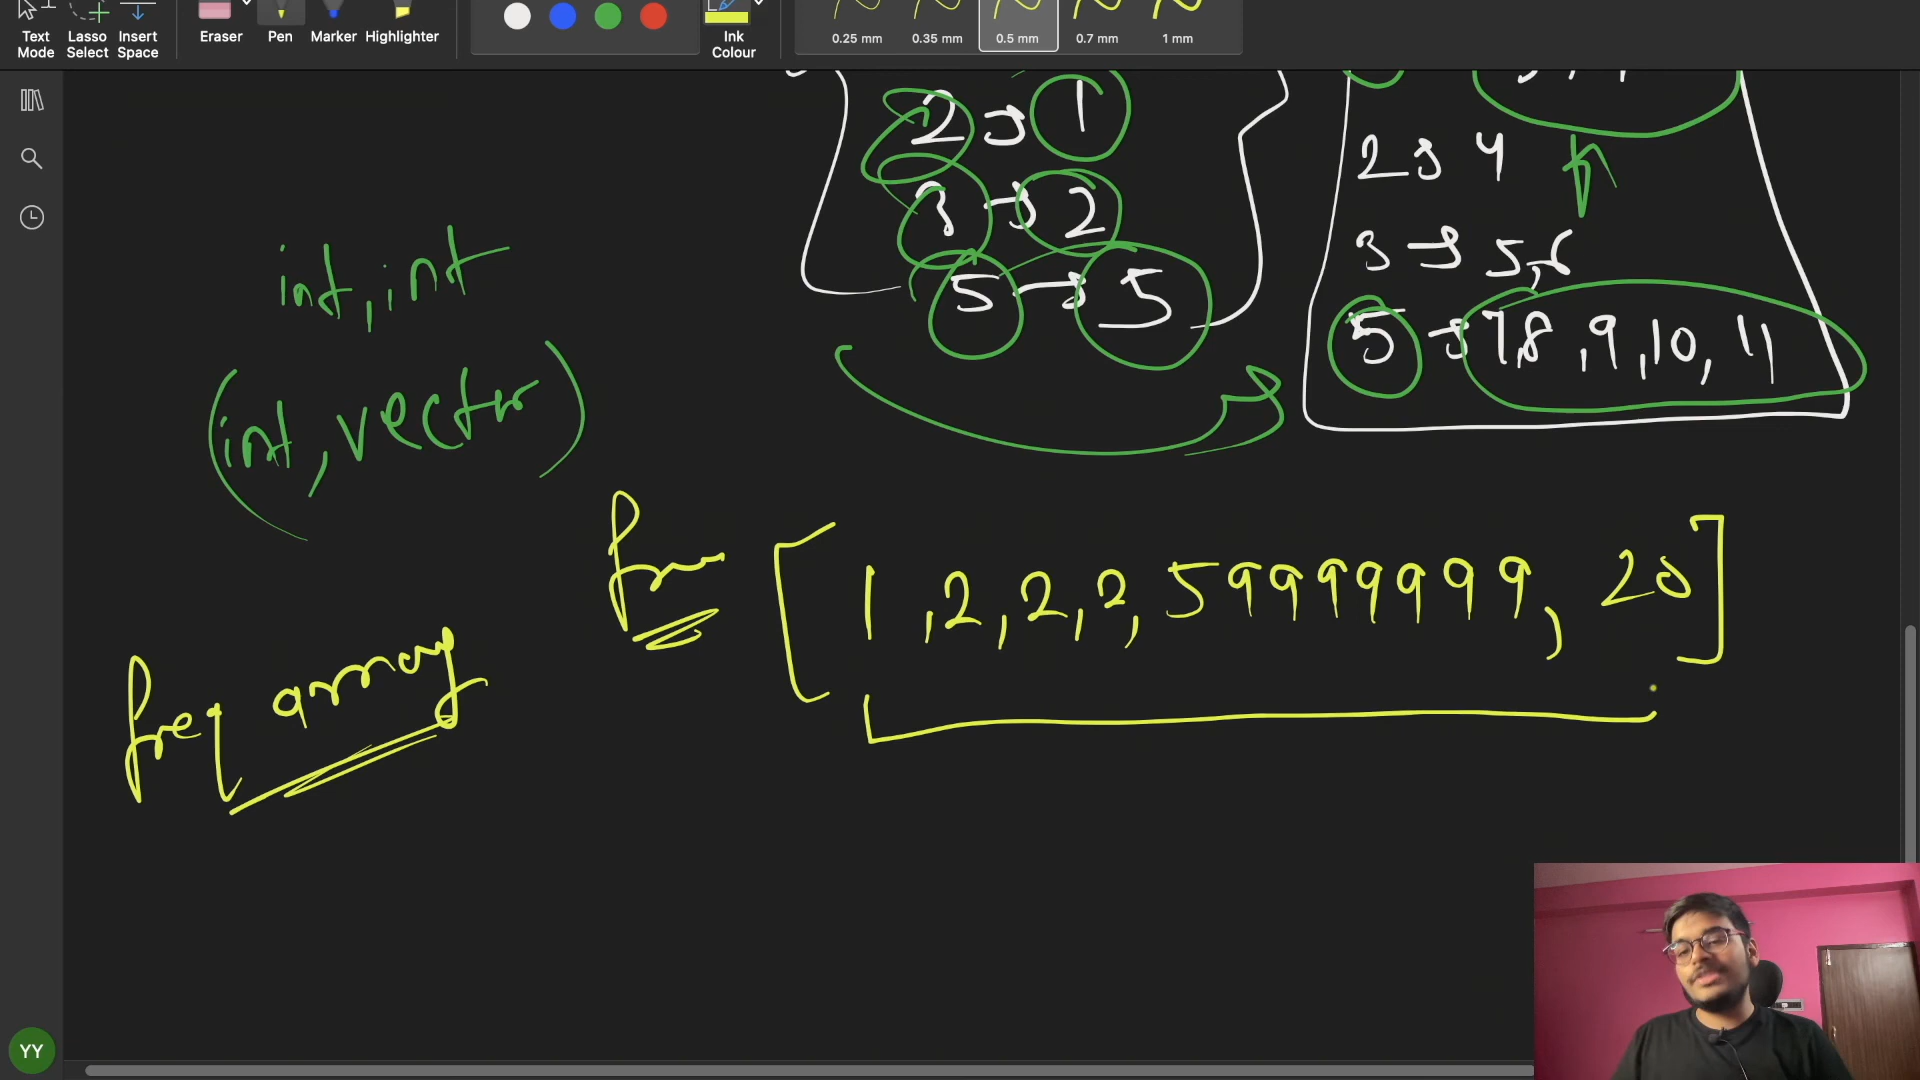 Text Mode
Lasso Select
Insert Space
Eraser
Pen
Marker
Highlighter
Ink Colour
0.25 mm
0.35 mm
0.5 mm
0.7 mm
1 mm
2 → 1
3 → 2
5 → 5
2 → 4
3 → 5,6
5 → 7,8,9,10,11
int,int
(int,vector)
[1,2,2,2,59999999, 20]
freq array
YY